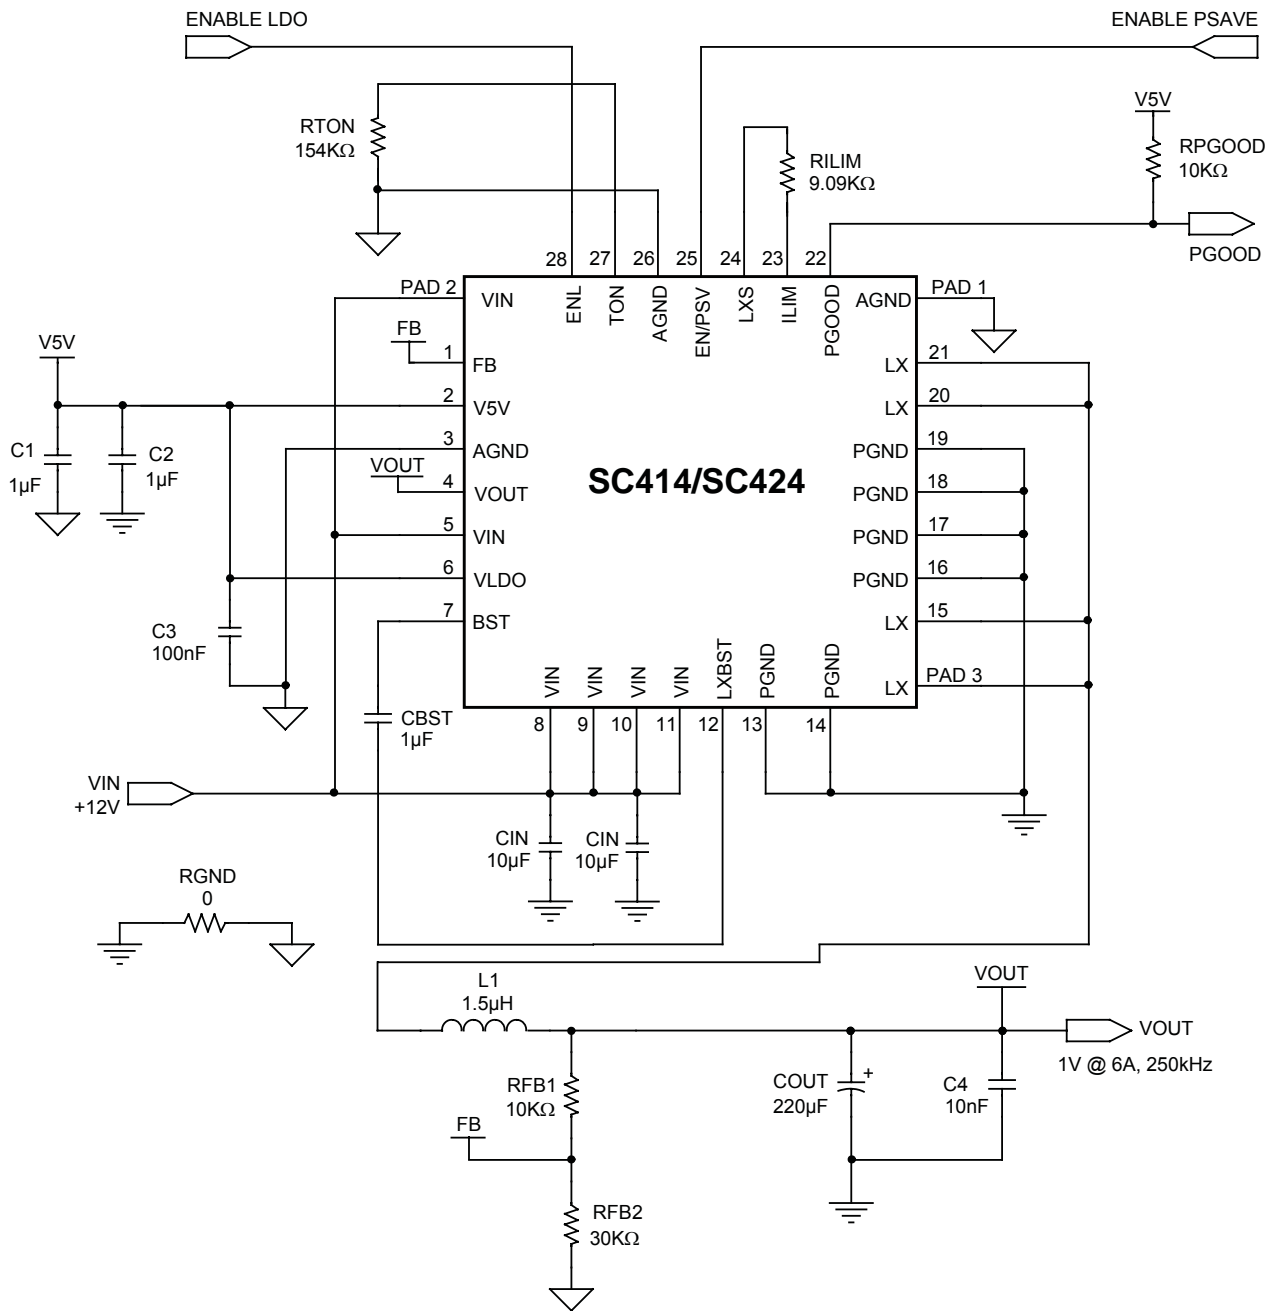 ENABLE LDO
ENABLE PSAVE
V5V
RTON
154KΩ
RILIM
9.09KΩ
RPGOOD
10KΩ
PGOOD
28
27
26
25
24
23
22
PAD 2
VIN
ENL
TON
AGND
EN/PSV
LXS
ILIM
PGOOD
AGND
PAD 1
FB
1
FB
V5V
2
V5V
3
AGND
VOUT
4
VOUT
5
VIN
6
VLDO
7
BST
C1
1µF
C2
1µF
C3
100nF
SC414/SC424
LX
21
LX
20
PGND
19
PGND
18
PGND
17
PGND
16
LX
15
LX
PAD 3
VIN
VIN
VIN
VIN
LXBST
PGND
PGND
8
9
10
11
12
13
14
CBST
1µF
VIN
+12V
CIN
10µF
CIN
10µF
RGND
0
L1
1.5µH
VOUT
VOUT
1V @ 6A, 250kHz
RFB1
10KΩ
COUT
+
220µF
C4
10nF
FB
RFB2
30KΩ